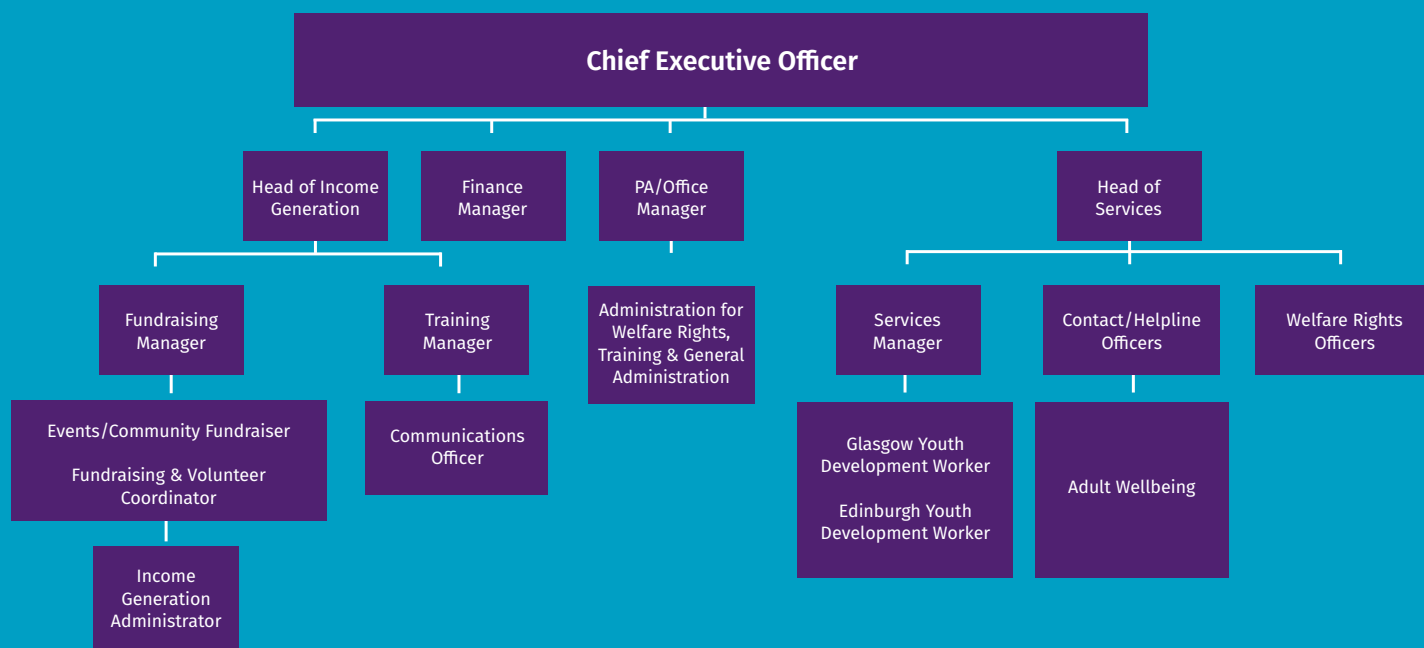 Chief Executive Officer
Head of Income
Generation
Finance
Manager
PA/Office
Manager
Head of
Services
Fundraising
Manager
Training
Manager
Administration for
Welfare Rights,
Training & General
Administration
Services
Manager
Contact/Helpline
Officers
Welfare Rights
Officers
Events/Community Fundraiser
Fundraising & Volunteer
Coordinator
Communications
Officer
Glasgow Youth
Development Worker
Edinburgh Youth
Development Worker
Adult Wellbeing
Income
Generation
Administrator